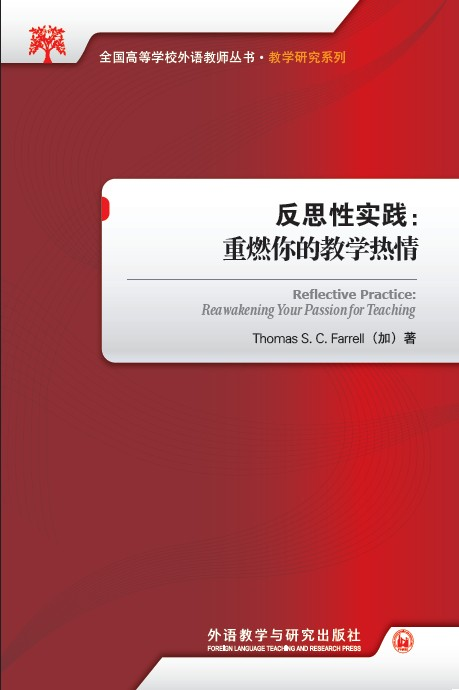 全国高等学校外语教师丛书·教学研究系列
反思性实践：
重燃你的教学热情
Reflective Practice:
Reawakening Your Passion for Teaching
Thomas S. C. Farrell（加）著
外语教学与研究出版社
FOREIGN LANGUAGE TEACHING AND RESEARCH PRESS